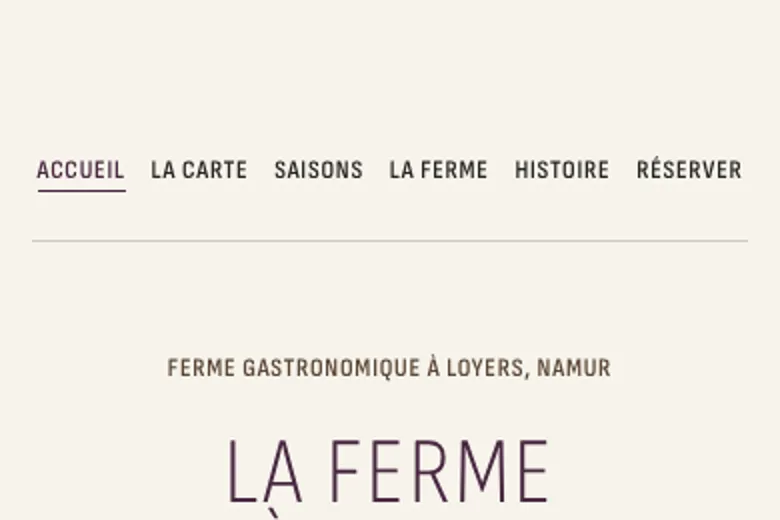 ACCUEIL LA CARTE SAISONS LA FERME HISTOIRE RÉSERVER
FERME GASTRONOMIQUE À LOYERS, NAMUR
LA FERME